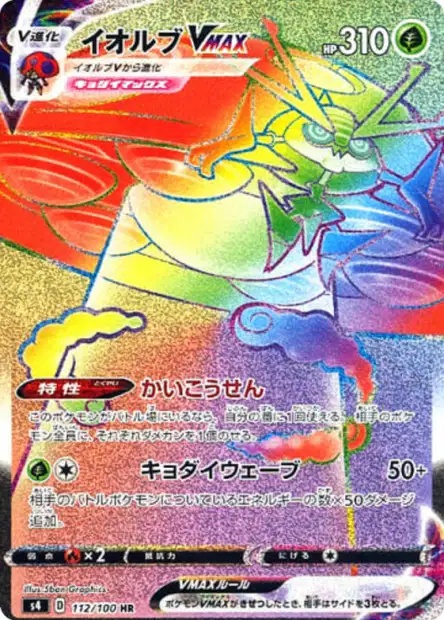 V進化
イオルブVMAX
HP310
イオルブVから進化
キョダイマックス
特性 とくせい かいこうせん
このポケモンがバトル場にいるなら、自分の番に1回使える。相手のポケ
モン全員に、それぞれダメカンを1個のせる。
キョダイウェーブ 50+
相手のバトルポケモンについているエネルギーの数×50ダメージ
追加。
弱点 ×2 抵抗力 にげる
illus. 5ban Graphics
VMAXルール
s4 D 112/100 HR
ポケモンVMAXがきぜつしたとき、相手はサイドを3枚とる。